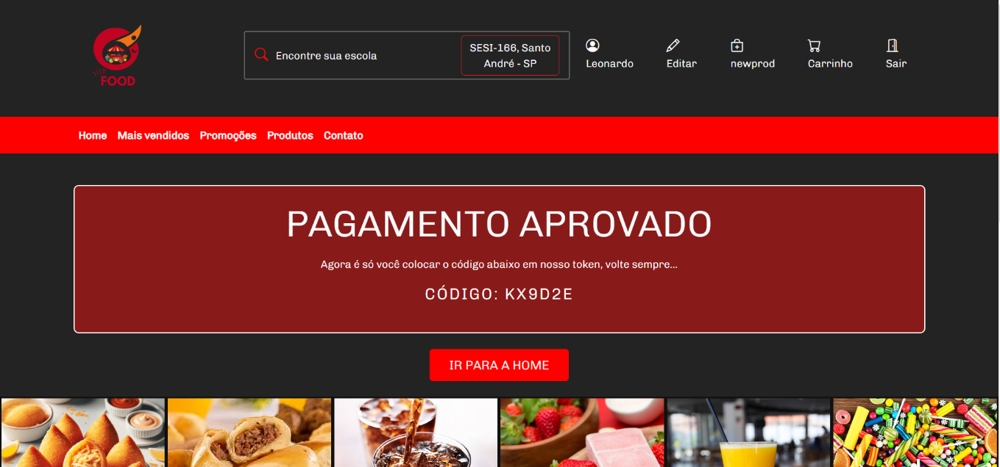 FOOD
Encontre sua escola
SESI-166, Santo
André - SP
Leonardo
Editar
newprod
Carrinho
Sair
Home Mais vendidos Promoções Produtos Contato
PAGAMENTO APROVADO
Agora é só você colocar o código abaixo em nosso token, volte sempre...
CÓDIGO: KX9D2E
IR PARA A HOME